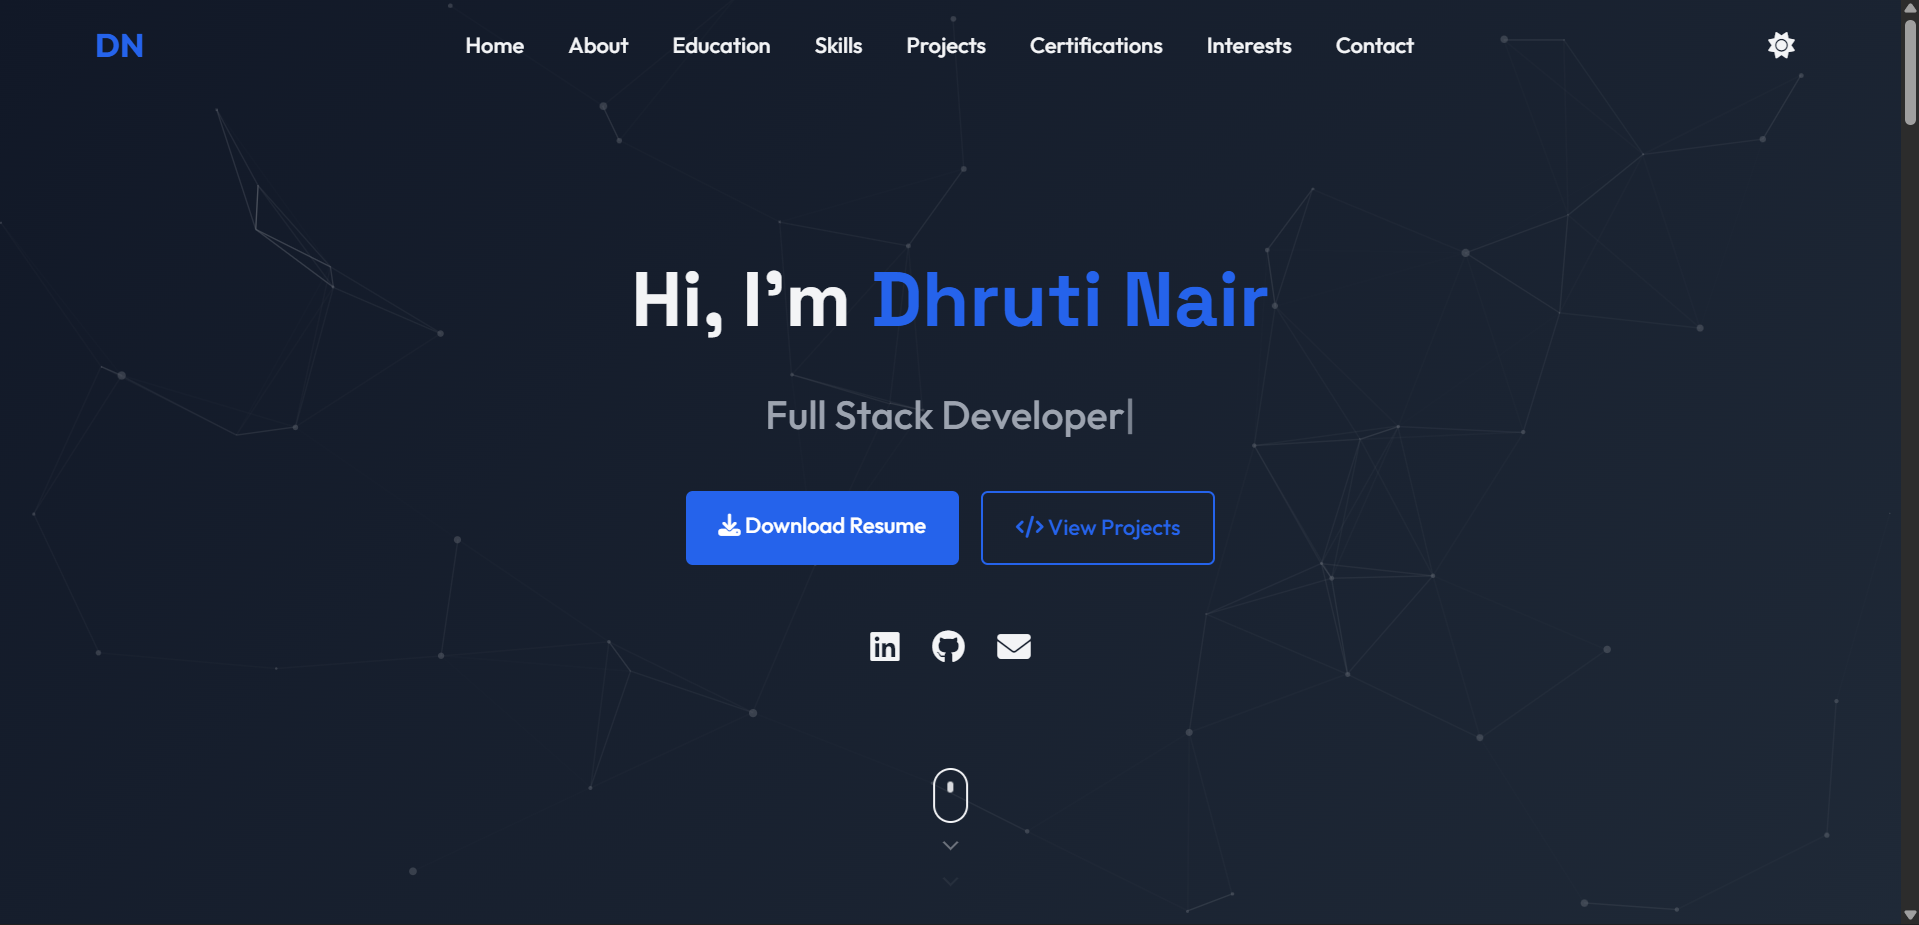 DN Home About Education Skills Projects Certifications Interests Contact
Hi, I'm Dhruti Nair
Full Stack Developer|
Download Resume </> View Projects
in